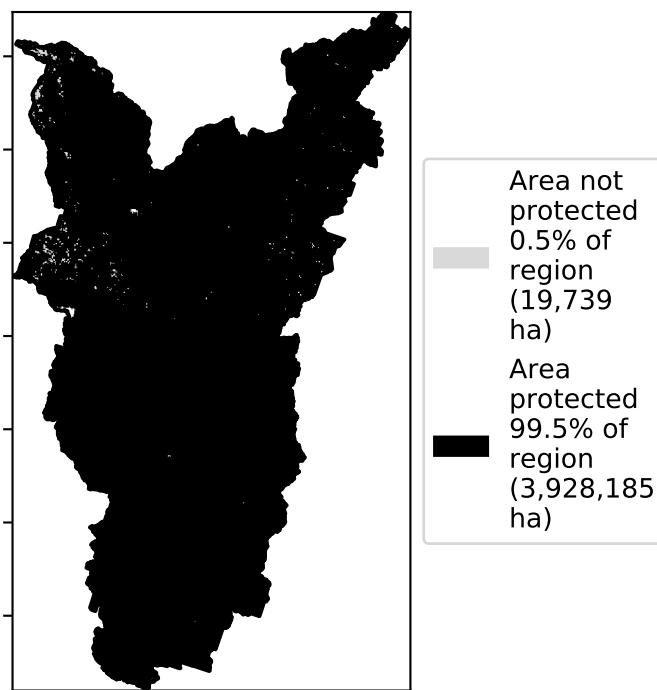 Area not
protected
0.5% of
region
(19,739
ha)
Area
protected
99.5% of
region
(3,928,185
ha)